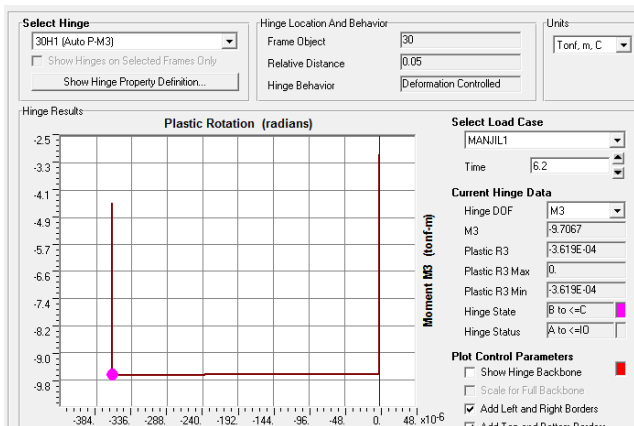 Select Hinge
30H1 (Auto P-M3)
Show Hinges on Selected Frames Only
Show Hinge Property Definition...
Hinge Location And Behavior
Frame Object 30
Relative Distance 0.05
Hinge Behavior Deformation Controlled
Units
Tonf, m, C
Hinge Results
Plastic Rotation (radians)
-2.5
-3.3
-4.1
-4.9
-5.7
-6.6
-7.4
-8.2
-9.0
-9.8
-384. -336. -288. -240. -192. -144. -96. -48. 0. 48. x10^-6
Moment M3 (tonf-m)
Select Load Case
MANJIL1
Time 6.2
Current Hinge Data
Hinge DOF M3
M3 -9.7067
Plastic R3 -3.619E-04
Plastic R3 Max 0.
Plastic R3 Min -3.619E-04
Hinge State B to <=C
Hinge Status A to <=IO
Plot Control Parameters
Show Hinge Backbone
Scale for Full Backbone
Add Left and Right Borders
Add Top and Bottom Borders